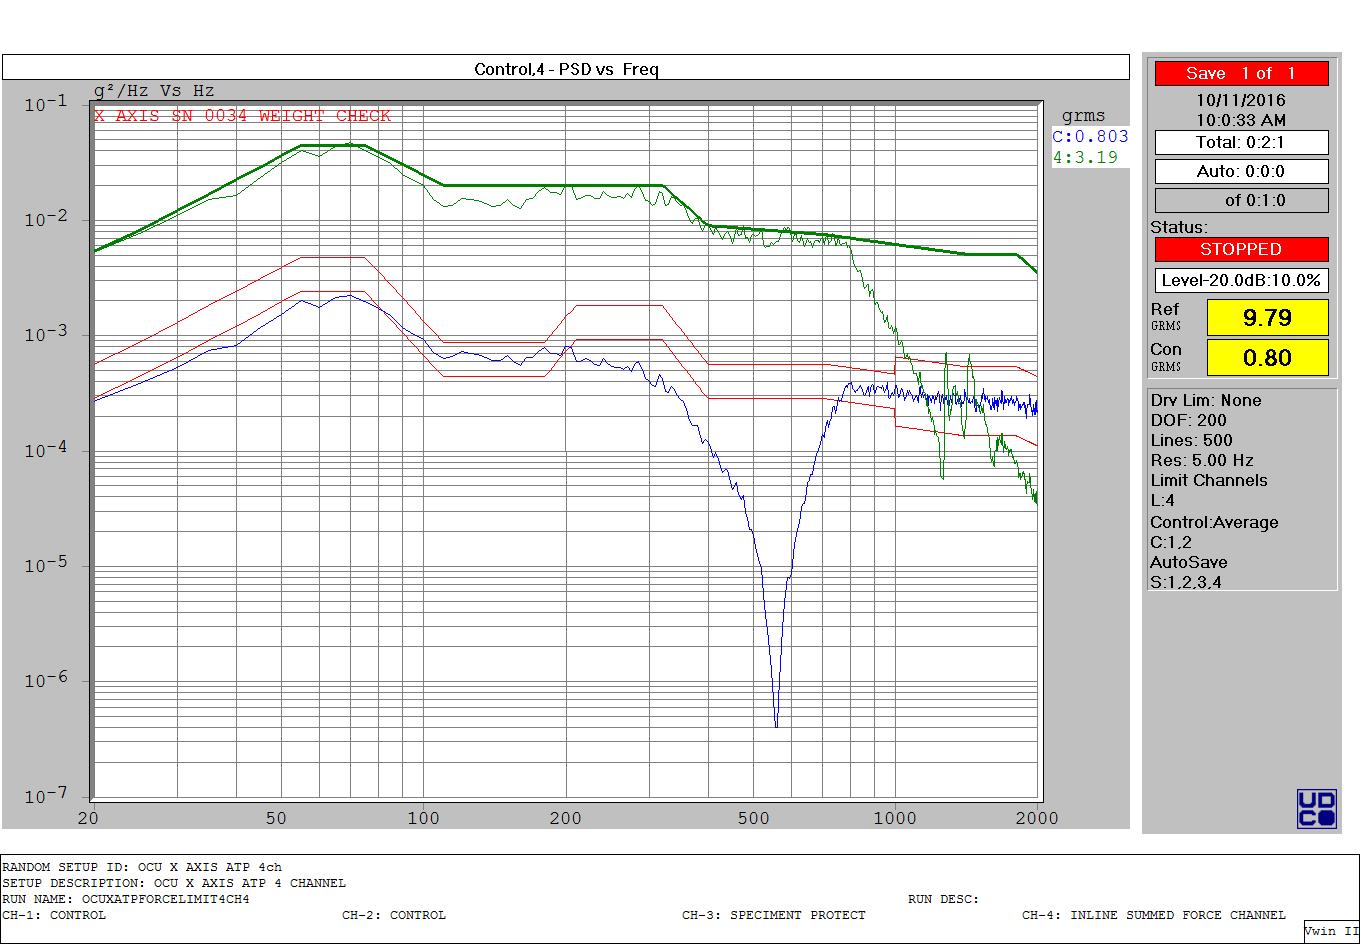 Control,4 - PSD vs Freq
g²/Hz Vs Hz
X AXIS SN 0034 WEIGHT CHECK
10-1
10-2
10-3
10-4
10-5
10-6
10-7
20 50 100 200 500 1000 2000
grms
C:0.803
4:3.19
Save 1 of 1
10/11/2016
10:0:33 AM
Total: 0:2:1
Auto: 0:0:0
of 0:1:0
Status:
STOPPED
Level-20.0dB:10.0%
Ref GRMS 9.79
Con GRMS 0.80
Drv Lim: None
DOF: 200
Lines: 500
Res: 5.00 Hz
Limit Channels
L:4
Control:Average
C:1,2
AutoSave
S:1,2,3,4
UD
CO
RANDOM SETUP ID: OCU X AXIS ATP 4ch
SETUP DESCRIPTION: OCU X AXIS ATP 4 CHANNEL
RUN NAME: OCUXATPFORCELIMIT4CH4 RUN DESC:
CH-1: CONTROL CH-2: CONTROL CH-3: SPECIMENT PROTECT CH-4: INLINE SUMMED FORCE CHANNEL
Vwin II